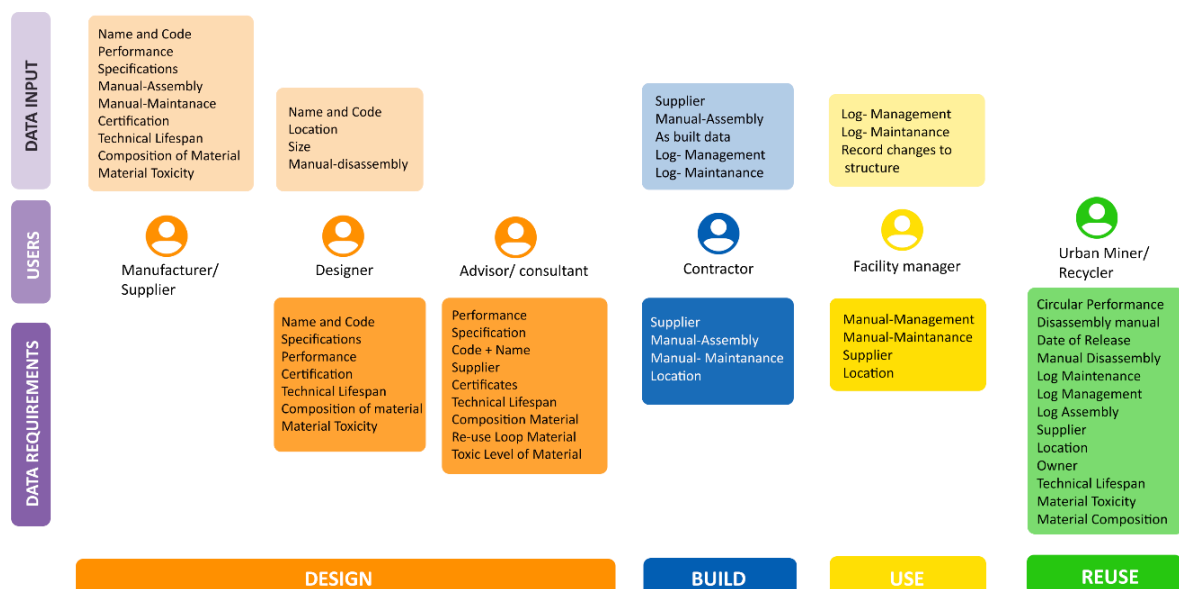 DATA INPUT
Name and Code
Performance
Specifications
Manual-Assembly
Manual-Maintanace
Certification
Technical Lifespan
Composition of Material
Material Toxicity
Name and Code
Location
Size
Manual-disassembly
Supplier
Manual-Assembly
As built data
Log- Management
Log- Maintanance
Log- Management
Log- Maintanance
Record changes to
structure
USERS
Manufacturer/
Supplier
Designer
Advisor/ consultant
Contractor
Facility manager
Urban Miner/
Recycler
DATA REQUIREMENTS
Name and Code
Specifications
Performance
Certification
Technical Lifespan
Composition of material
Material Toxicity
Performance
Specification
Code + Name
Supplier
Certificates
Technical Lifespan
Composition Material
Re-use Loop Material
Toxic Level of Material
Supplier
Manual-Assembly
Manual- Maintanance
Location
Manual-Management
Manual-Maintanance
Supplier
Location
Circular Performance
Disassembly manual
Date of Release
Manual Disassembly
Log Maintenance
Log Management
Log Assembly
Supplier
Location
Owner
Technical Lifespan
Material Toxicity
Material Composition
DESIGN
BUILD
USE
REUSE